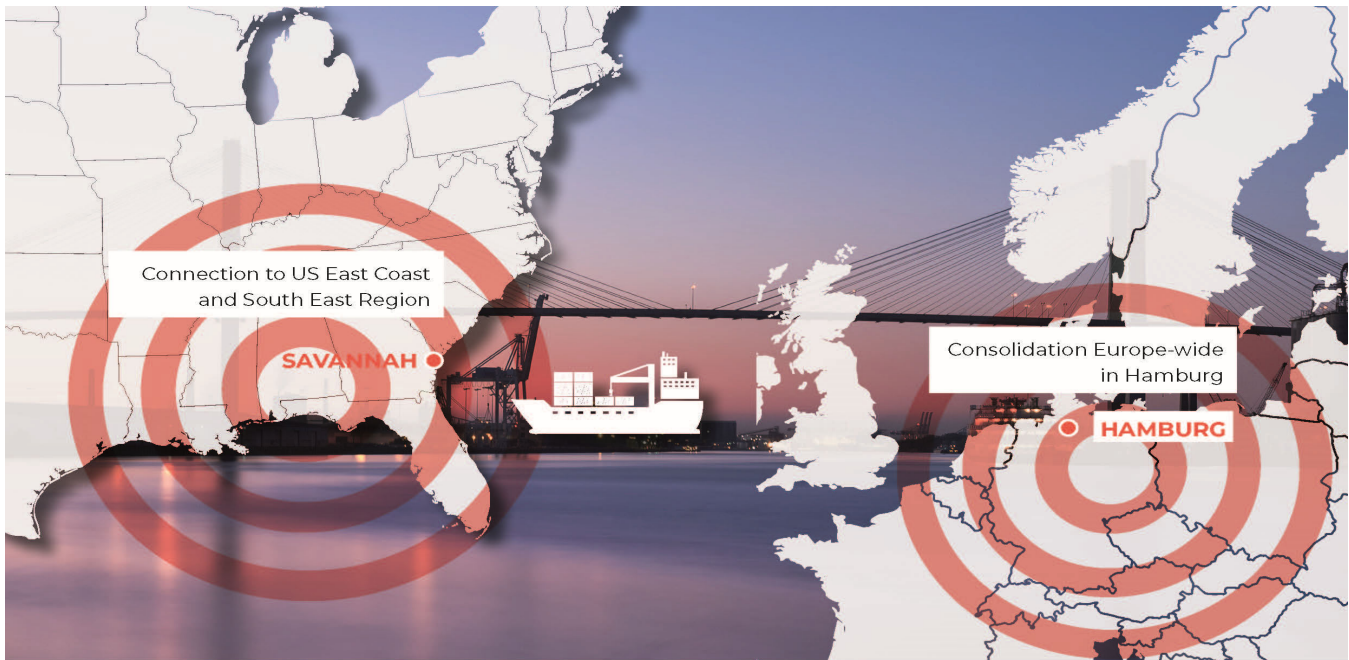 Connection to US East Coast
and South East Region
SAVANNAH
Consolidation Europe-wide
in Hamburg
HAMBURG